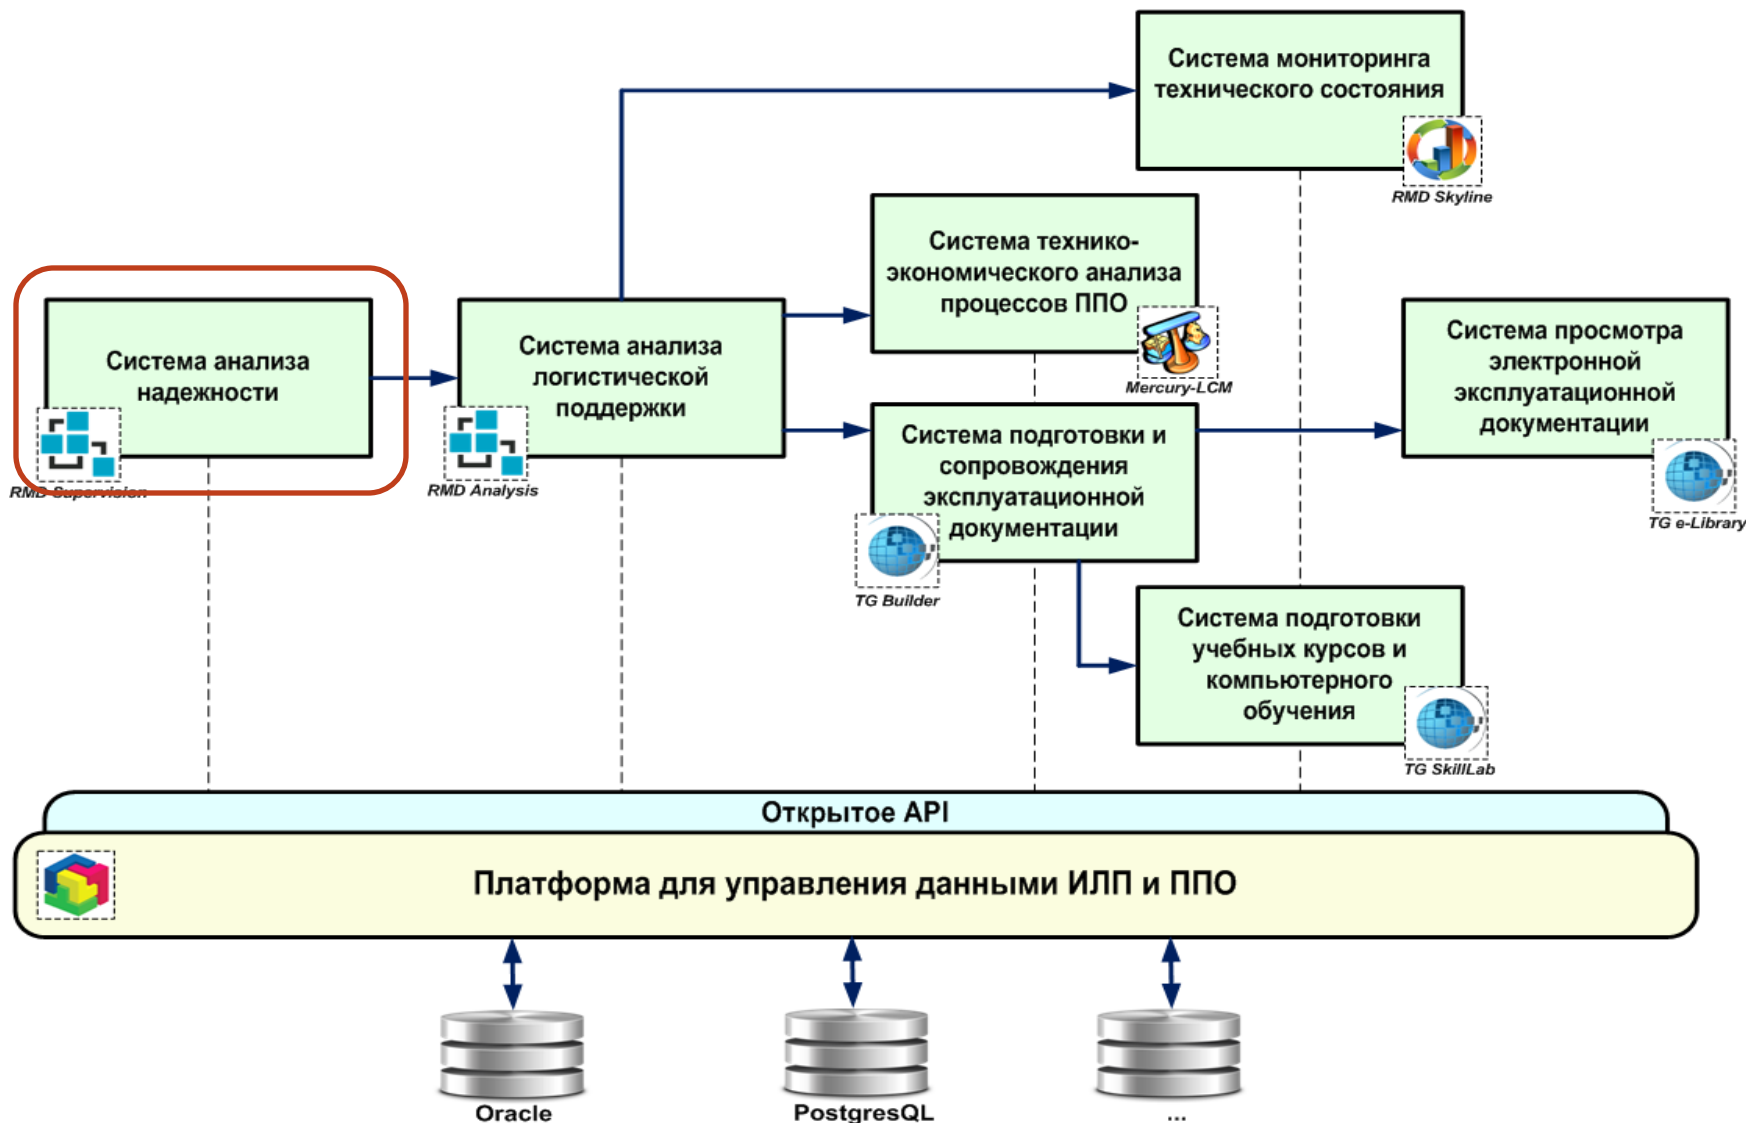 Система мониторинга
технического состояния
RMD Skyline
Система технико-
экономического анализа
процессов ППО
Mercury-LCM
Система анализа
надежности
RMD Supervision
Система анализа
логистической
поддержки
RMD Analysis
Система подготовки и
сопровождения
эксплуатационной
документации
TG Builder
Система просмотра
электронной
эксплуатационной
документации
TG e-Library
Система подготовки
учебных курсов и
компьютерного
обучения
TG SkillLab
Открытое API
Платформа для управления данными ИЛП и ППО
Oracle
PostgresQL
...